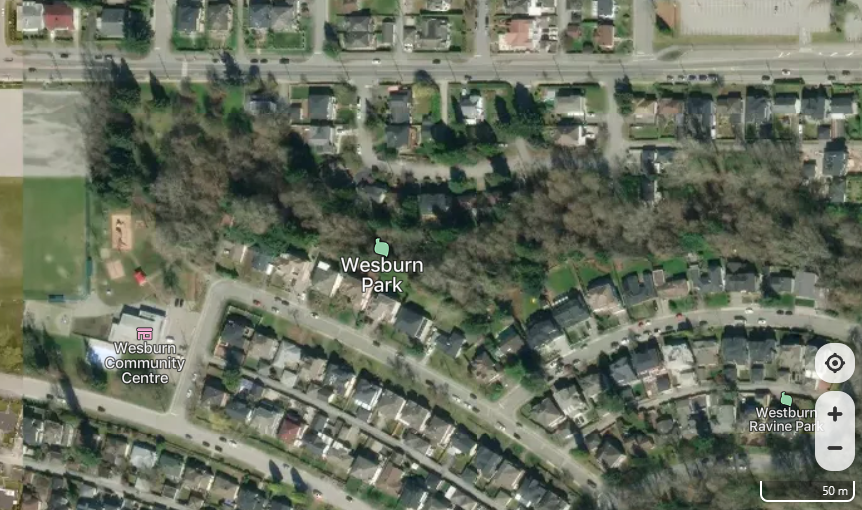 Wesburn
Park
Wesburn
Community
Centre
Westburn
Ravine Park
50 m